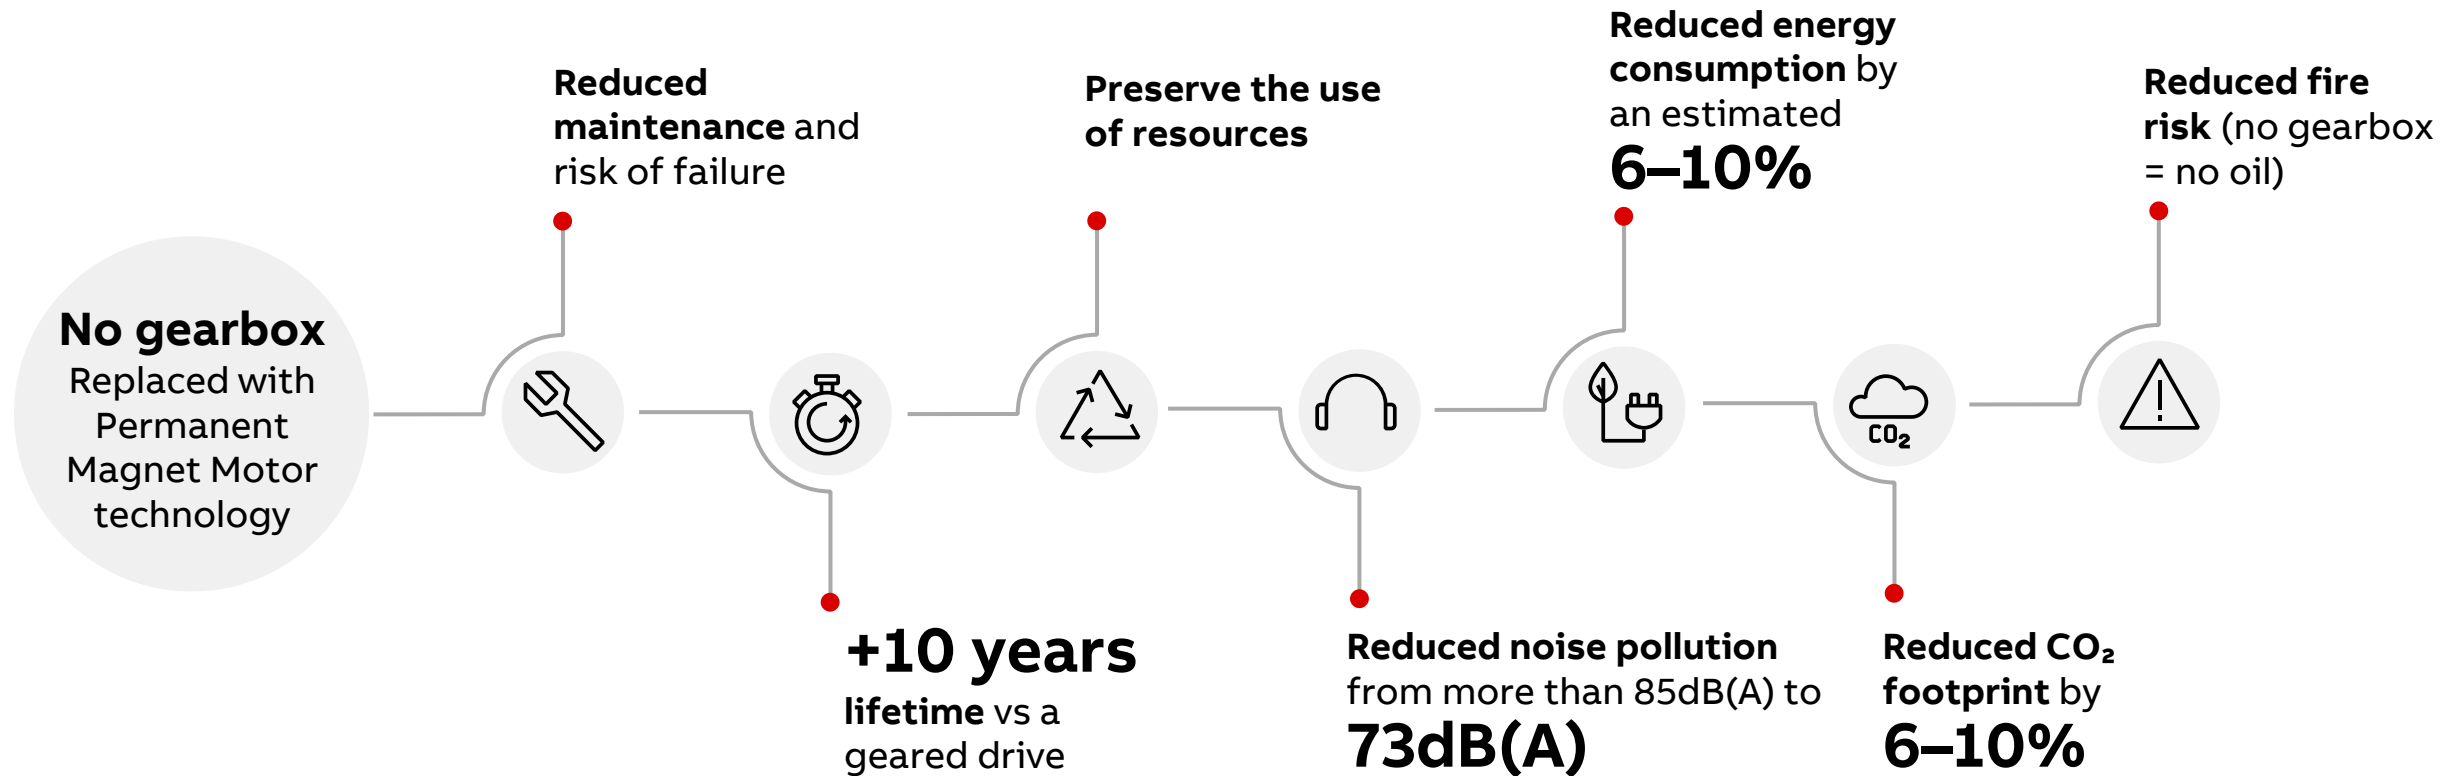 No gearbox
Replaced with
Permanent
Magnet Motor
technology
Reduced
maintenance and
risk of failure
+10 years
lifetime vs a
geared drive
Preserve the use
of resources
Reduced noise pollution
from more than 85dB(A) to
73dB(A)
Reduced energy
consumption by
an estimated
6–10%
CO₂
Reduced CO₂
footprint by
6–10%
Reduced fire
risk (no gearbox
= no oil)